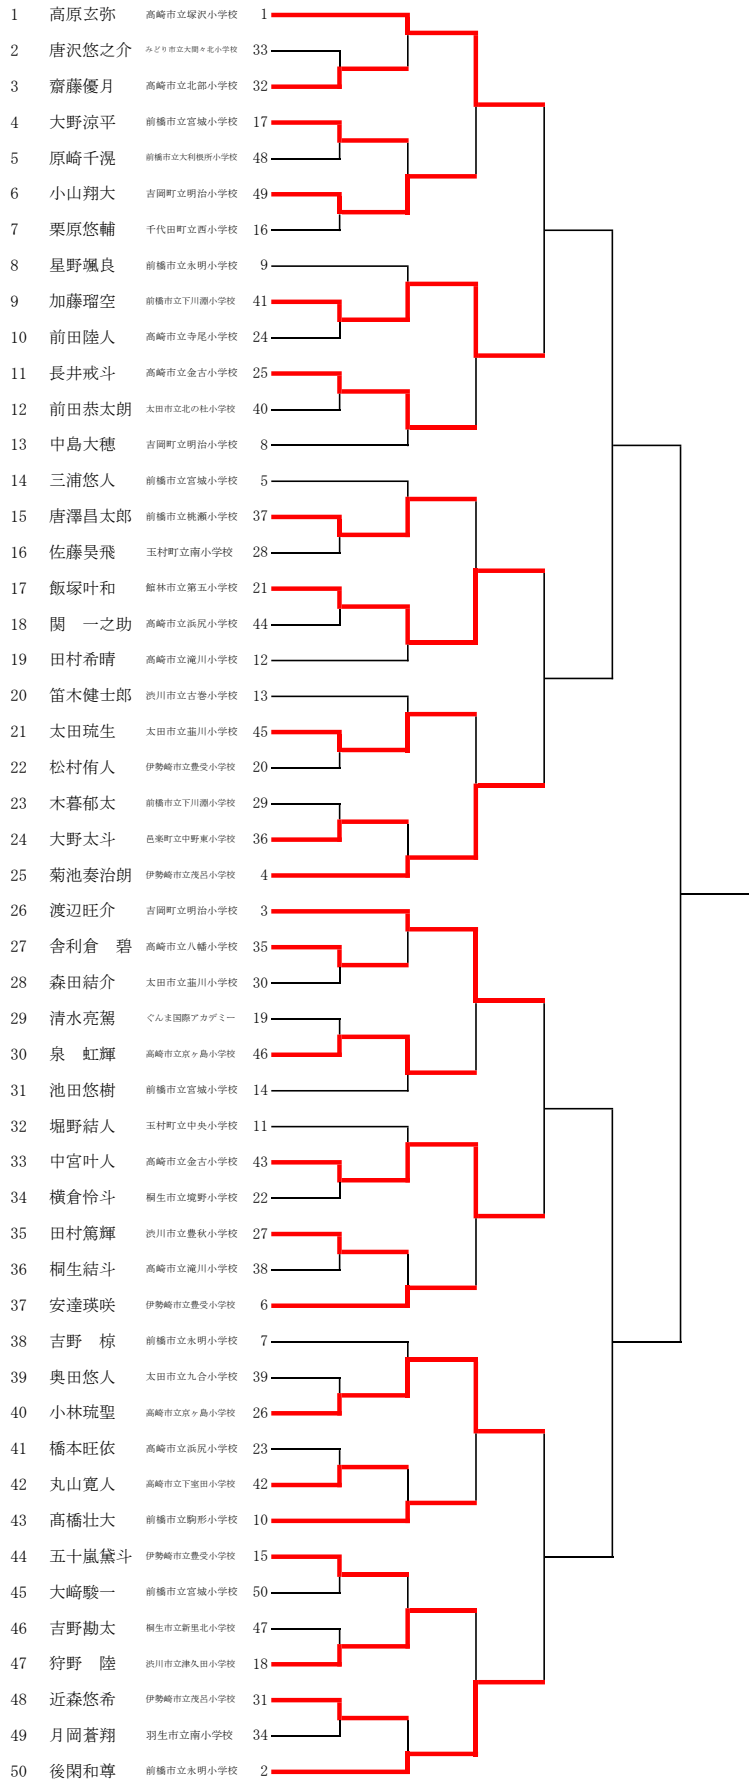 1 高原玄弥 高崎市立塚沢小学校 1
2 唐沢悠之介 みどり市立大間々北小学校 33
3 齋藤優月 高崎市立北部小学校 32
4 大野涼平 前橋市立宮城小学校 17
5 原崎千滉 前橋市立大利根所小学校 48
6 小山翔大 吉岡町立明治小学校 49
7 栗原悠輔 千代田町立西小学校 16
8 星野颯良 前橋市立永明小学校 9
9 加藤瑠空 前橋市立下川淵小学校 41
10 前田陸人 高崎市立寺尾小学校 24
11 長井戒斗 高崎市立金古小学校 25
12 前田恭太朗 太田市立北の杜小学校 40
13 中島大穂 吉岡町立明治小学校 8
14 三浦悠人 前橋市立宮城小学校 5
15 唐澤昌太郎 前橋市立桃瀬小学校 37
16 佐藤昊飛 玉村町立南小学校 28
17 飯塚叶和 館林市立第五小学校 21
18 関　一之助 高崎市立浜尻小学校 44
19 田村希晴 高崎市立滝川小学校 12
20 笛木健士郎 渋川市立古巻小学校 13
21 太田琉生 太田市立韮川小学校 45
22 松村侑人 伊勢崎市立豊受小学校 20
23 木暮郁太 前橋市立下川淵小学校 29
24 大野太斗 邑楽町立中野東小学校 36
25 菊池奏治朗 伊勢崎市立茂呂小学校 4
26 渡辺旺介 吉岡町立明治小学校 3
27 舎利倉　碧 高崎市立八幡小学校 35
28 森田結介 太田市立韮川小学校 30
29 清水亮駕 ぐんま国際アカデミー 19
30 泉　虹輝 高崎市立京ヶ島小学校 46
31 池田悠樹 前橋市立宮城小学校 14
32 堀野結人 玉村町立中央小学校 11
33 中宮叶人 高崎市立金古小学校 43
34 横倉怜斗 桐生市立境野小学校 22
35 田村篤輝 渋川市立豊秋小学校 27
36 桐生結斗 高崎市立滝川小学校 38
37 安達瑛咲 伊勢崎市立豊受小学校 6
38 吉野　椋 前橋市立永明小学校 7
39 奥田悠人 太田市立九合小学校 39
40 小林琉聖 高崎市立京ヶ島小学校 26
41 橋本旺依 高崎市立浜尻小学校 23
42 丸山寛人 高崎市立下室田小学校 42
43 髙橋壮大 前橋市立駒形小学校 10
44 五十嵐黛斗 伊勢崎市立豊受小学校 15
45 大﨑駿一 前橋市立宮城小学校 50
46 吉野勘太 桐生市立新里北小学校 47
47 狩野　陸 渋川市立津久田小学校 18
48 近森悠希 伊勢崎市立茂呂小学校 31
49 月岡蒼翔 羽生市立南小学校 34
50 後閑和尊 前橋市立永明小学校 2